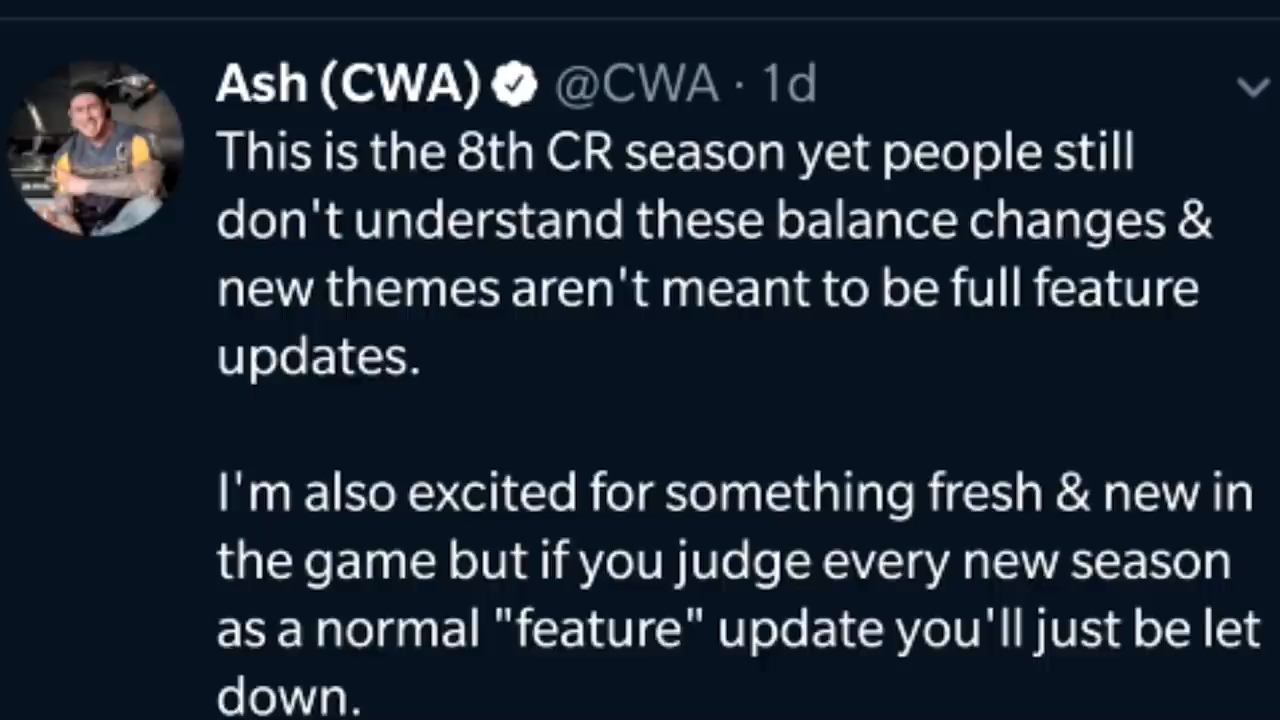 Ash (CWA) @CWA · 1d
This is the 8th CR season yet people still
don't understand these balance changes &
new themes aren't meant to be full feature
updates.
I'm also excited for something fresh & new in
the game but if you judge every new season
as a normal "feature" update you'll just be let
down.